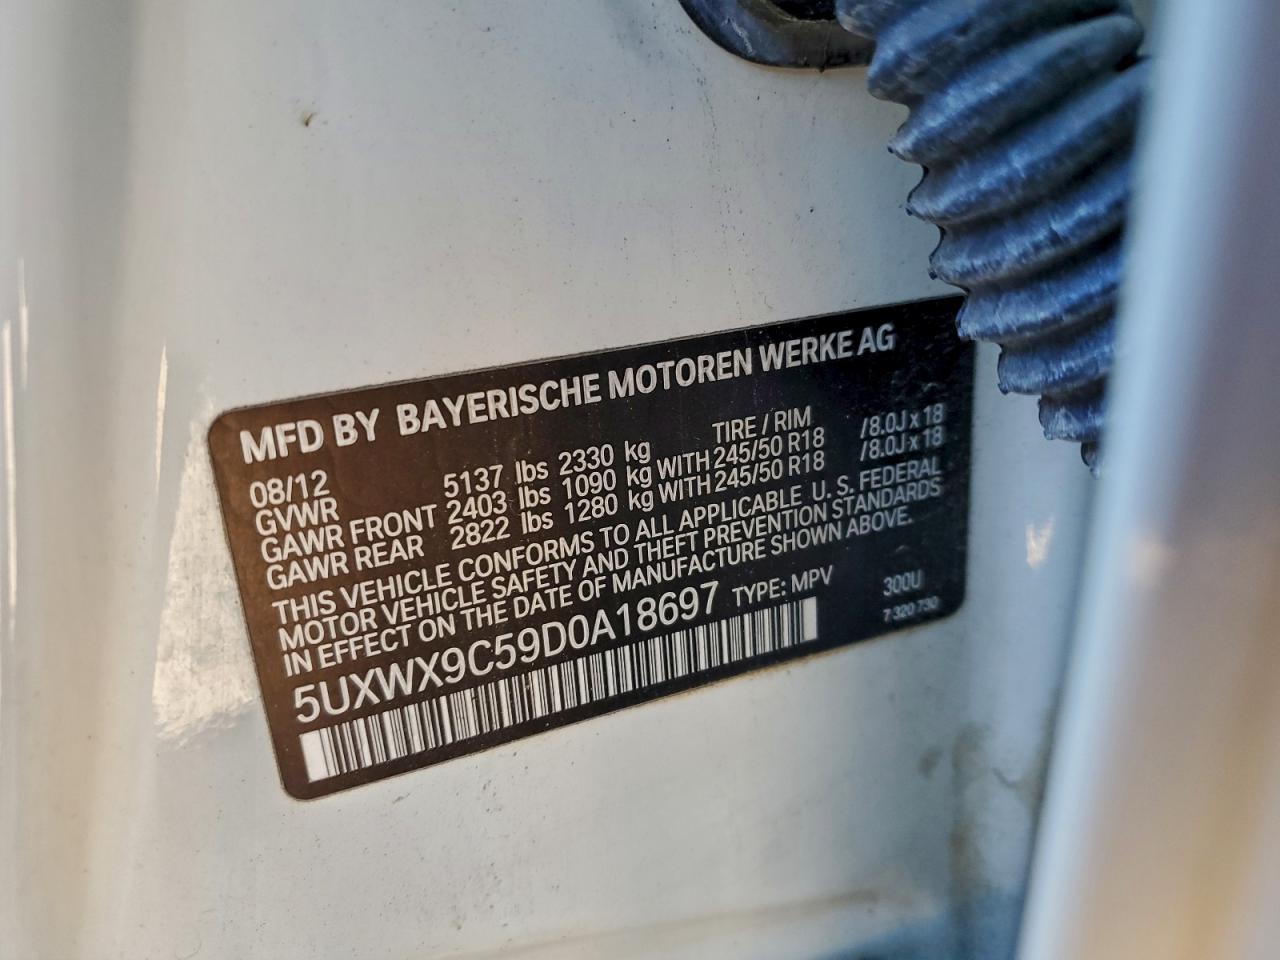 MFD BY BAYERISCHE MOTOREN WERKE AG
08/12 TIRE / RIM
GVWR 5137 lbs 2330 kg
GAWR FRONT 2403 lbs 1090 kg WITH 245/50 R18 /8.0J x 18
GAWR REAR 2822 lbs 1280 kg WITH 245/50 R18 /8.0J x 18
THIS VEHICLE CONFORMS TO ALL APPLICABLE U. S. FEDERAL
MOTOR VEHICLE SAFETY AND THEFT PREVENTION STANDARDS
IN EFFECT ON THE DATE OF MANUFACTURE SHOWN ABOVE.
5UXWX9C59D0A18697 TYPE: MPV 300U
7 320 730